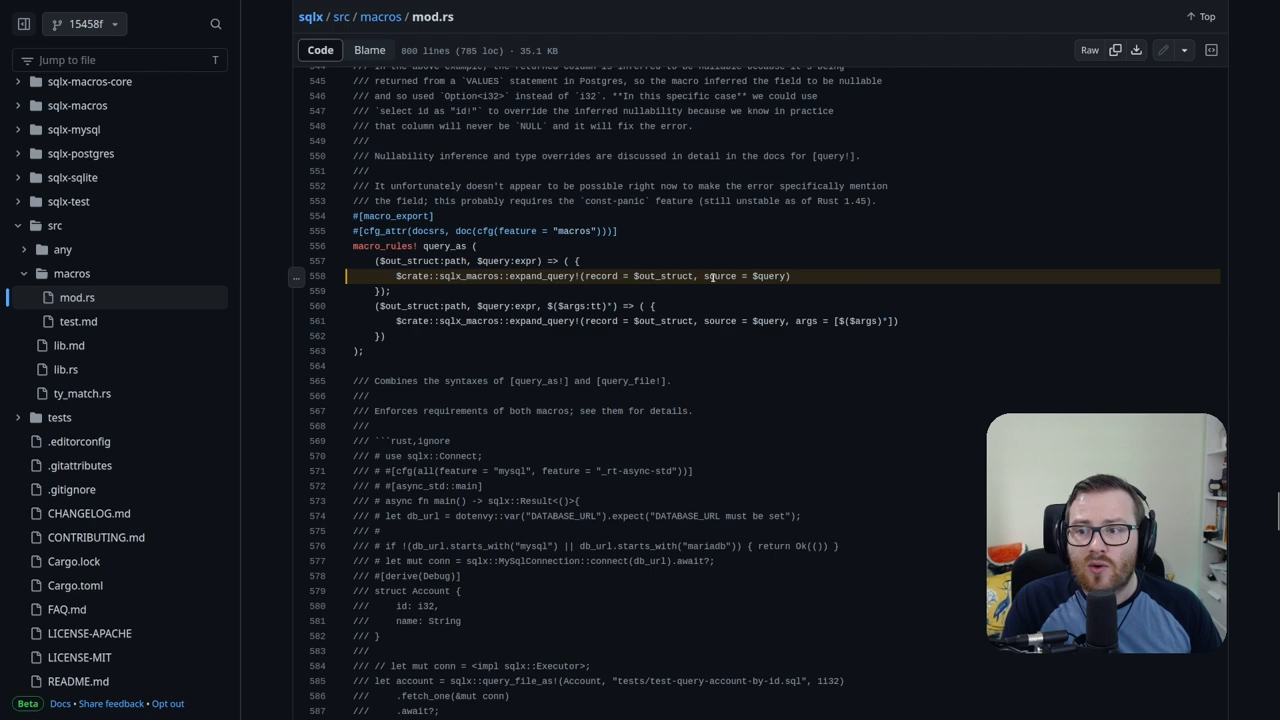 15458f
Jump to file
T
sqlx-macros-core
sqlx-macros
sqlx-mysql
sqlx-postgres
sqlx-sqlite
sqlx-test
src
any
macros
mod.rs
test.md
lib.md
lib.rs
ty_match.rs
tests
.editorconfig
.gitattributes
.gitignore
CHANGELOG.md
CONTRIBUTING.md
Cargo.lock
Cargo.toml
FAQ.md
LICENSE-APACHE
LICENSE-MIT
README.md
Beta Docs · Share feedback · Opt out
sqlx / src / macros / mod.rs
Top
Code Blame 800 lines (785 loc) · 35.1 KB
Raw
544 /// In the above example, the returned column is inferred to be nullable because it's being
545 /// returned from a `VALUES` statement in Postgres, so the macro inferred the field to be nullable
546 /// and so used `Option<i32>` instead of `i32`. **In this specific case** we could use
547 /// `select id as "id!"` to override the inferred nullability because we know in practice
548 /// that column will never be `NULL` and it will fix the error.
549 ///
550 /// Nullability inference and type overrides are discussed in detail in the docs for [query!].
551 ///
552 /// It unfortunately doesn't appear to be possible right now to make the error specifically mention
553 /// the field; this probably requires the `const-panic` feature (still unstable as of Rust 1.45).
554 #[macro_export]
555 #[cfg_attr(docsrs, doc(cfg(feature = "macros")))]
556 macro_rules! query_as (
557 ($out_struct:path, $query:expr) => ( {
558 $crate::sqlx_macros::expand_query!(record = $out_struct, source = $query)
559 });
560 ($out_struct:path, $query:expr, $($args:tt)*) => ( {
561 $crate::sqlx_macros::expand_query!(record = $out_struct, source = $query, args = [$($args)*])
562 })
563 );
564
565 /// Combines the syntaxes of [query_as!] and [query_file!].
566 ///
567 /// Enforces requirements of both macros; see them for details.
568 ///
569 /// ```rust,ignore
570 /// # use sqlx::Connect;
571 /// # #[cfg(all(feature = "mysql", feature = "_rt-async-std"))]
572 /// # #[async_std::main]
573 /// # async fn main() -> sqlx::Result<()>{
574 /// # let db_url = dotenvy::var("DATABASE_URL").expect("DATABASE_URL must be set");
575 /// #
576 /// # if !(db_url.starts_with("mysql") || db_url.starts_with("mariadb")) { return Ok(()) }
577 /// # let mut conn = sqlx::MySqlConnection::connect(db_url).await?;
578 /// #[derive(Debug)]
579 /// struct Account {
580 /// id: i32,
581 /// name: String
582 /// }
583 ///
584 /// // let mut conn = <impl sqlx::Executor>;
585 /// let account = sqlx::query_file_as!(Account, "tests/test-query-account-by-id.sql", 1i32)
586 /// .fetch_one(&mut conn)
587 /// .await?;